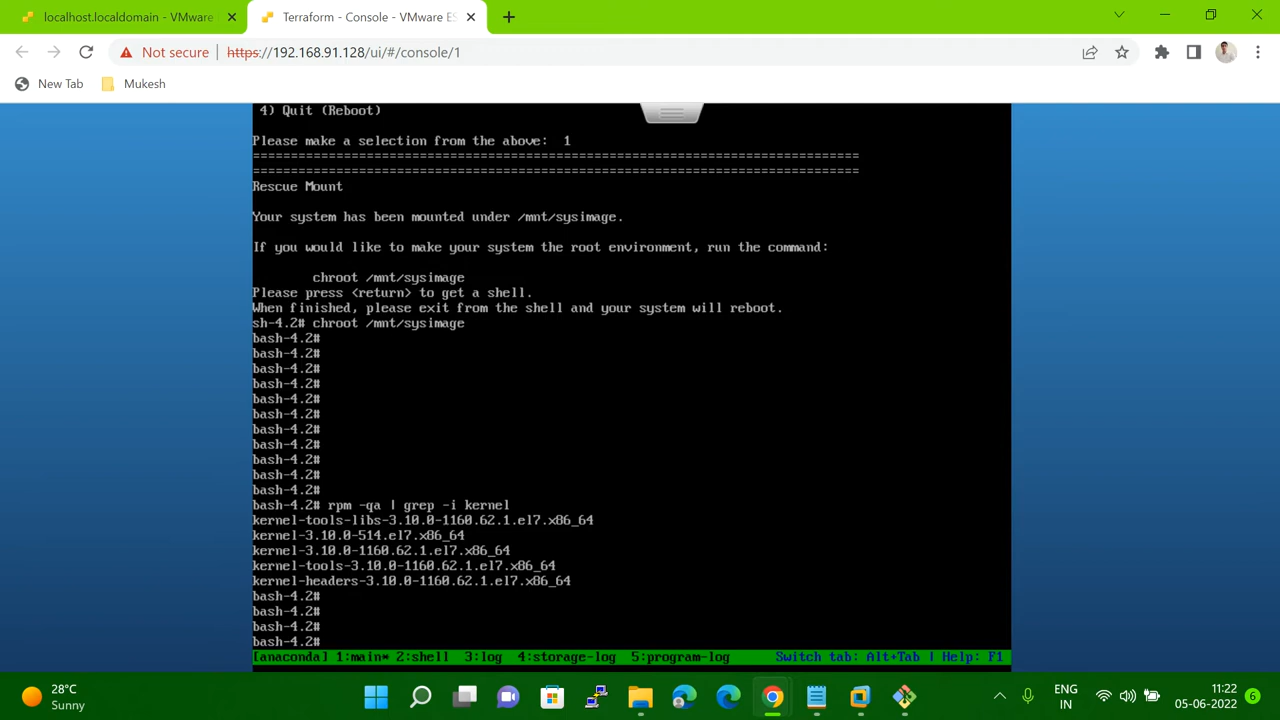 localhost.localdomain - VMware
Terraform - Console - VMware ES
Not secure
https://192.168.91.128/ui/#/console/1
New Tab
Mukesh
4) Quit (Reboot)
Please make a selection from the above:  1
================================================================================
================================================================================
Rescue Mount
Your system has been mounted under /mnt/sysimage.
If you would like to make your system the root environment, run the command:
chroot /mnt/sysimage
Please press <return> to get a shell.
When finished, please exit from the shell and your system will reboot.
sh-4.2# chroot /mnt/sysimage
bash-4.2#
bash-4.2#
bash-4.2#
bash-4.2#
bash-4.2#
bash-4.2#
bash-4.2#
bash-4.2#
bash-4.2#
bash-4.2#
bash-4.2#
bash-4.2# rpm -qa | grep -i kernel
kernel-tools-libs-3.10.0-1160.62.1.el7.x86_64
kernel-3.10.0-514.el7.x86_64
kernel-3.10.0-1160.62.1.el7.x86_64
kernel-tools-3.10.0-1160.62.1.el7.x86_64
kernel-headers-3.10.0-1160.62.1.el7.x86_64
bash-4.2#
bash-4.2#
bash-4.2#
bash-4.2#
[anaconda] 1:main* 2:shell  3:log  4:storage-log  5:program-log      Switch tab: Alt+Tab | Help: F1
28°C
Sunny
ENG
IN
11:22
05-06-2022
6